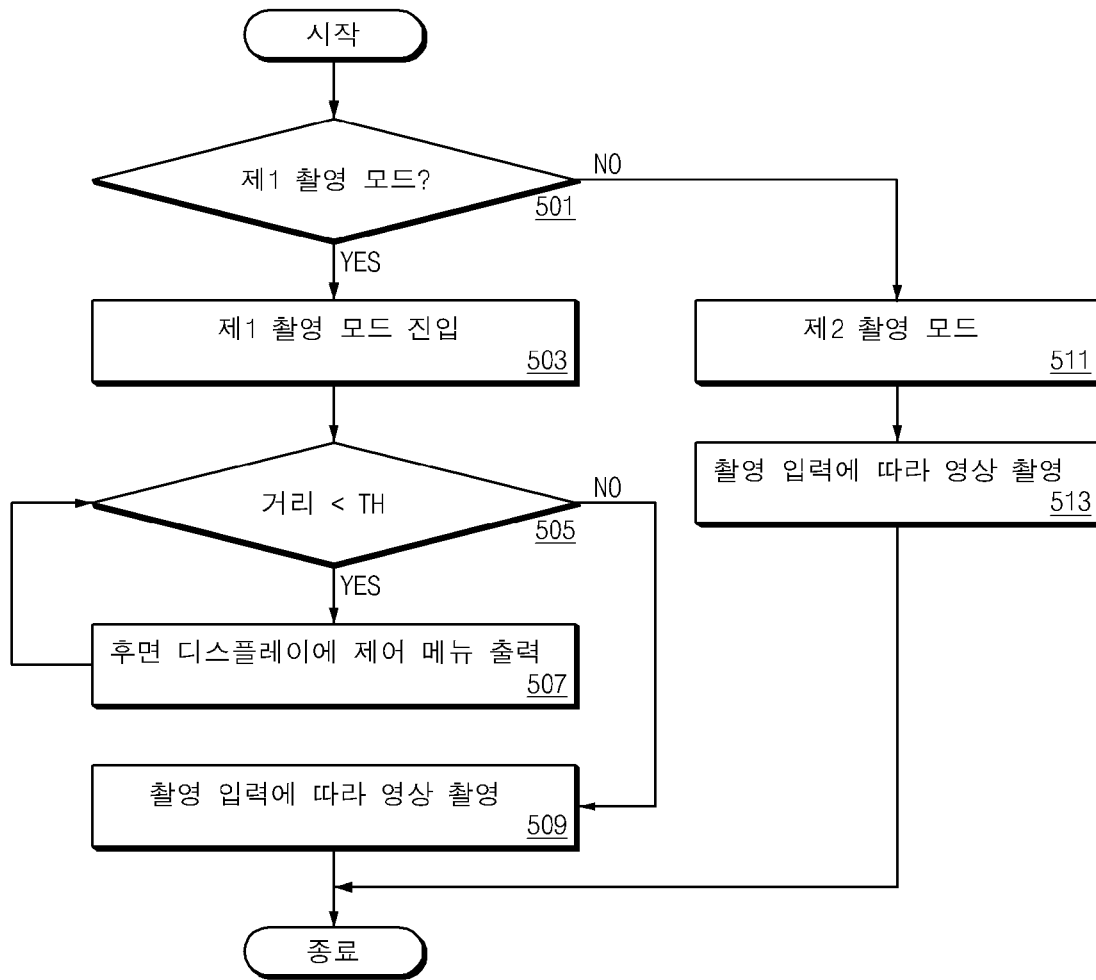 시작
제1 촬영 모드?
501
NO
YES
제1 촬영 모드 진입
503
제2 촬영 모드
511
거리 < TH
505
NO
YES
촬영 입력에 따라 영상 촬영
513
후면 디스플레이에 제어 메뉴 출력
507
촬영 입력에 따라 영상 촬영
509
종료